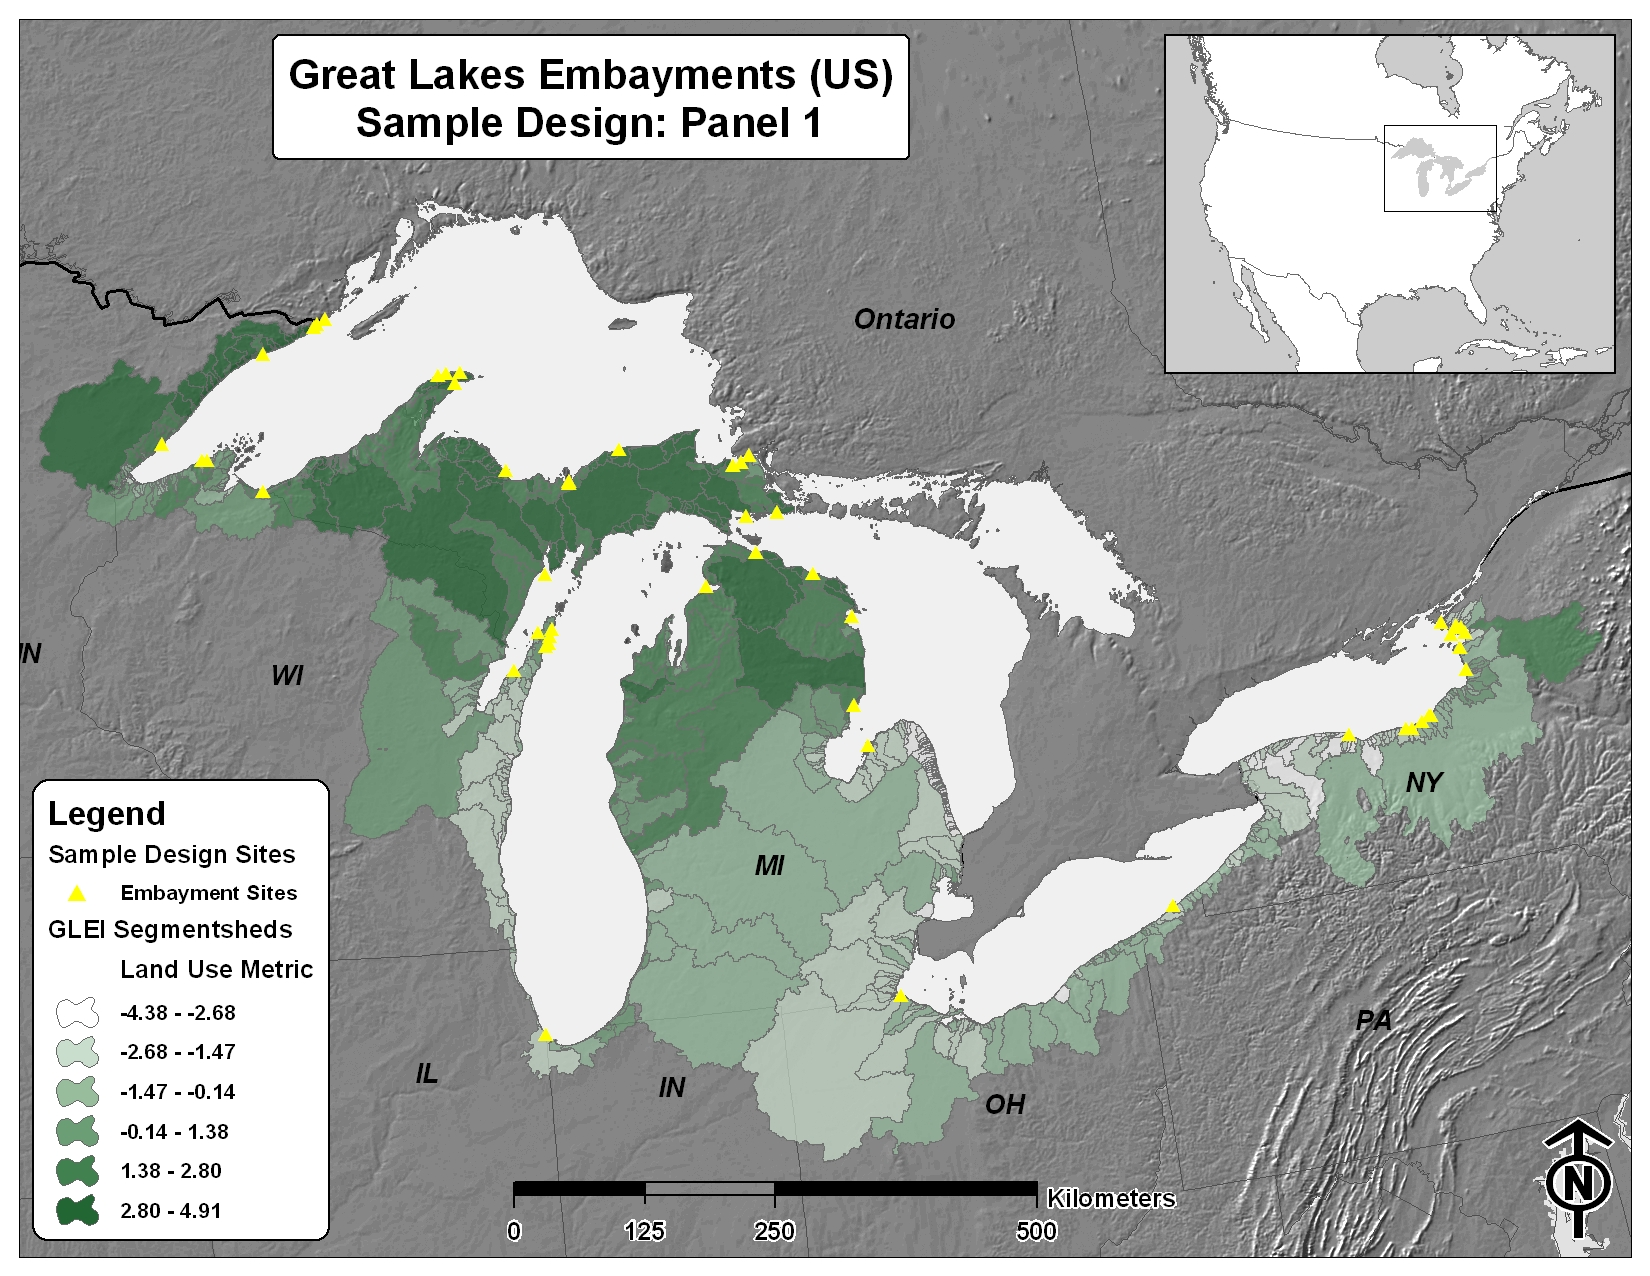 Great Lakes Embayments (US)
Sample Design: Panel 1
Ontario
WI
MI
NY
PA
IL
IN
OH
Legend
Sample Design Sites
Embayment Sites
GLEI Segmentsheds
Land Use Metric
-4.38 - -2.68
-2.68 - -1.47
-1.47 - -0.14
-0.14 - 1.38
1.38 - 2.80
2.80 - 4.91
Kilometers
0 125 250 500
N